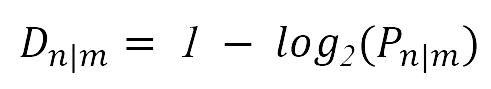 D_{n|m} = 1 − log_2(P_{n|m})